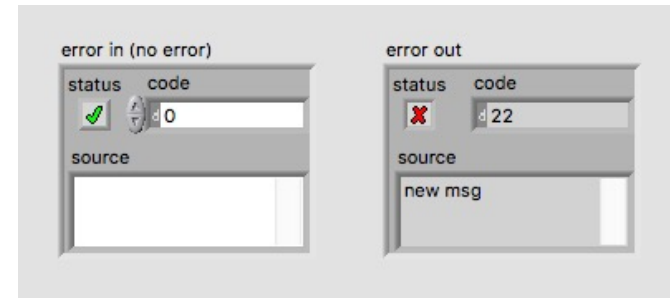 error in (no error)
status code
d 0
source
error out
status code
d 22
source
new msg